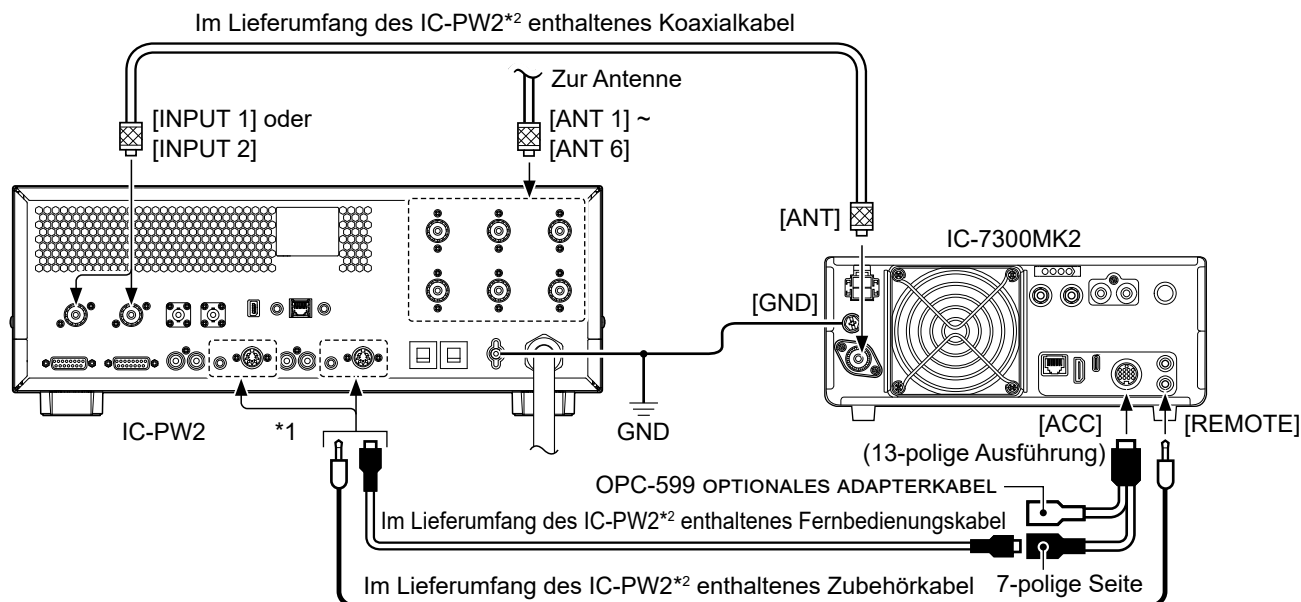 Im Lieferumfang des IC-PW2*2 enthaltenes Koaxialkabel
Zur Antenne
[INPUT 1] oder
[INPUT 2]
[ANT 1] ~
[ANT 6]
[ANT]
IC-7300MK2
[GND]
IC-PW2
*1
GND
[ACC]
[REMOTE]
(13-polige Ausführung)
OPC-599 OPTIONALES ADAPTERKABEL
Im Lieferumfang des IC-PW2*2 enthaltenes Fernbedienungskabel
Im Lieferumfang des IC-PW2*2 enthaltenes Zubehörkabel
7-polige Seite